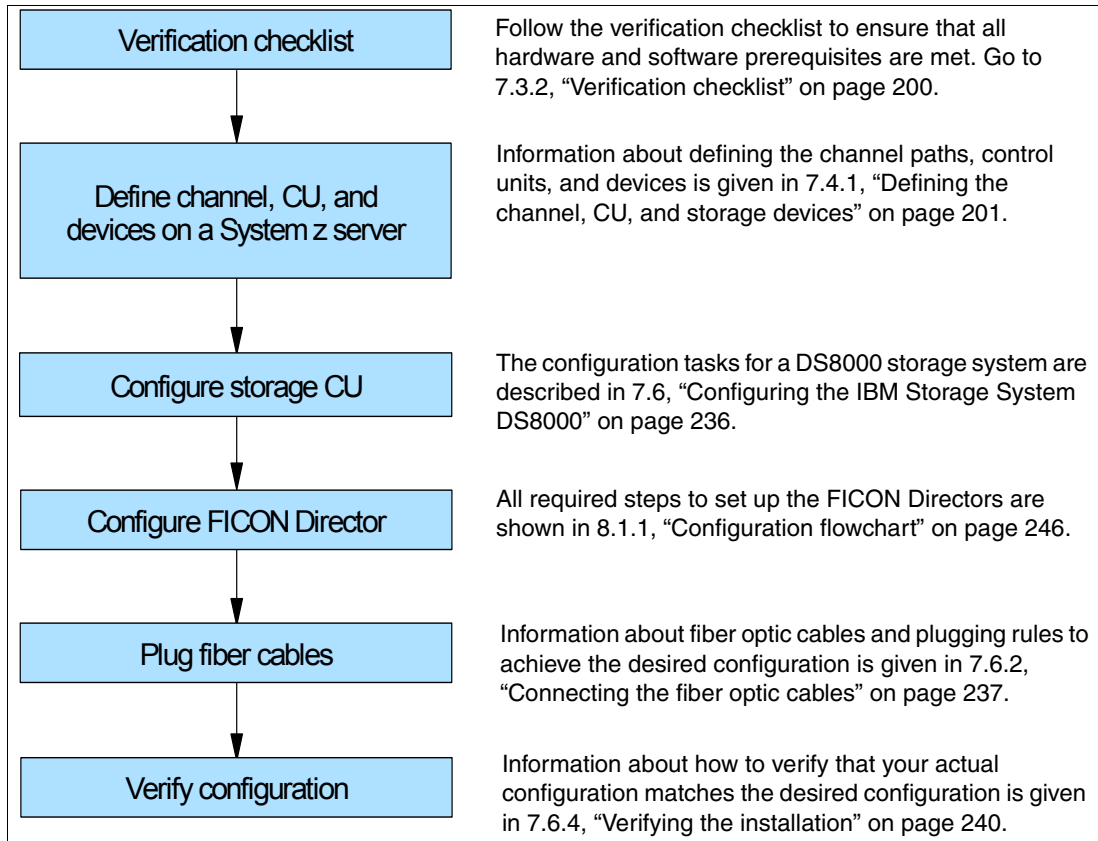 Verification checklist
Follow the verification checklist to ensure that all
hardware and software prerequisites are met. Go to
7.3.2, “Verification checklist” on page 200.
Define channel, CU, and
devices on a System z server
Information about defining the channel paths, control
units, and devices is given in 7.4.1, “Defining the
channel, CU, and storage devices” on page 201.
Configure storage CU
The configuration tasks for a DS8000 storage system are
described in 7.6, “Configuring the IBM Storage System
DS8000” on page 236.
Configure FICON Director
All required steps to set up the FICON Directors are
shown in 8.1.1, “Configuration flowchart” on page 246.
Plug fiber cables
Information about fiber optic cables and plugging rules to
achieve the desired configuration is given in 7.6.2,
“Connecting the fiber optic cables” on page 237.
Verify configuration
Information about how to verify that your actual
configuration matches the desired configuration is given
in 7.6.4, “Verifying the installation” on page 240.